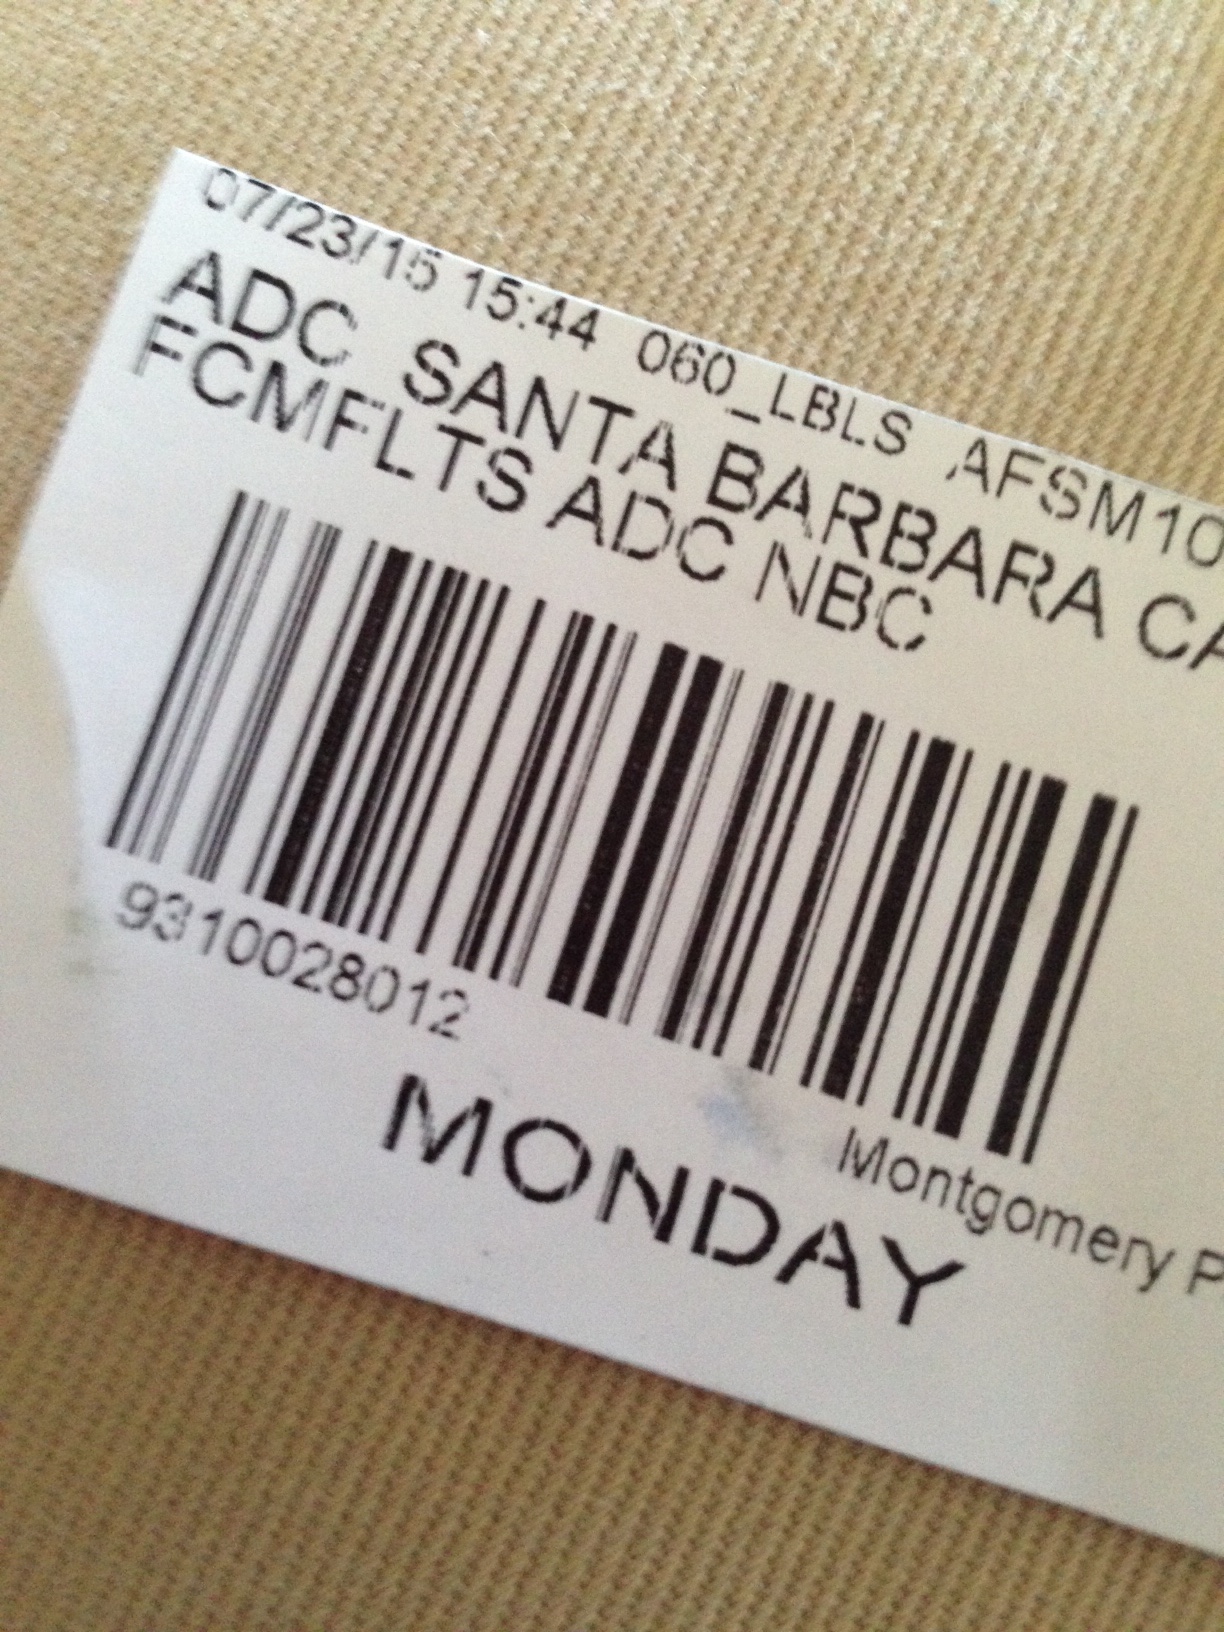 07/23/15 15:44 060_LBLS AFSM10
ADC SANTA BARBARA CA
FCMFLTS ADC NBC
9310028012
Montgomery P
MONDAY